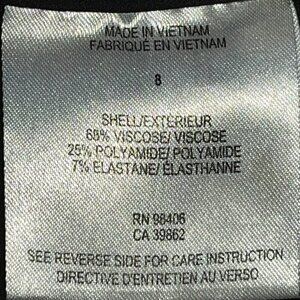 MADE IN VIETNAM
FABRIQUÉ EN VIETNAM
8
SHELL/EXTÉRIEUR
68% VISCOSE/ VISCOSE
25% POLYAMIDE/ POLYAMIDE
7% ELASTANE/ ÉLASTHANNE
RN 98406
CA 39862
SEE REVERSE SIDE FOR CARE INSTRUCTION
DIRECTIVE D'ENTRETIEN AU VERSO